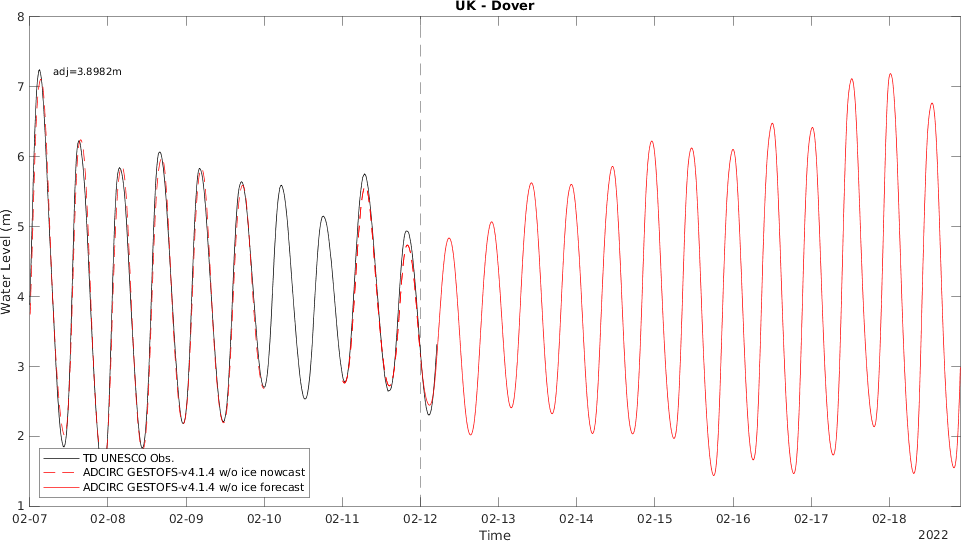 UK - Dover
adj=3.8982m
8
7
6
5
4
3
2
1
Water Level (m)
TD UNESCO Obs.
ADCIRC GESTOFS-v4.1.4 w/o ice nowcast
ADCIRC GESTOFS-v4.1.4 w/o ice forecast
02-07 02-08 02-09 02-10 02-11 02-12 02-13 02-14 02-15 02-16 02-17 02-18
Time
2022